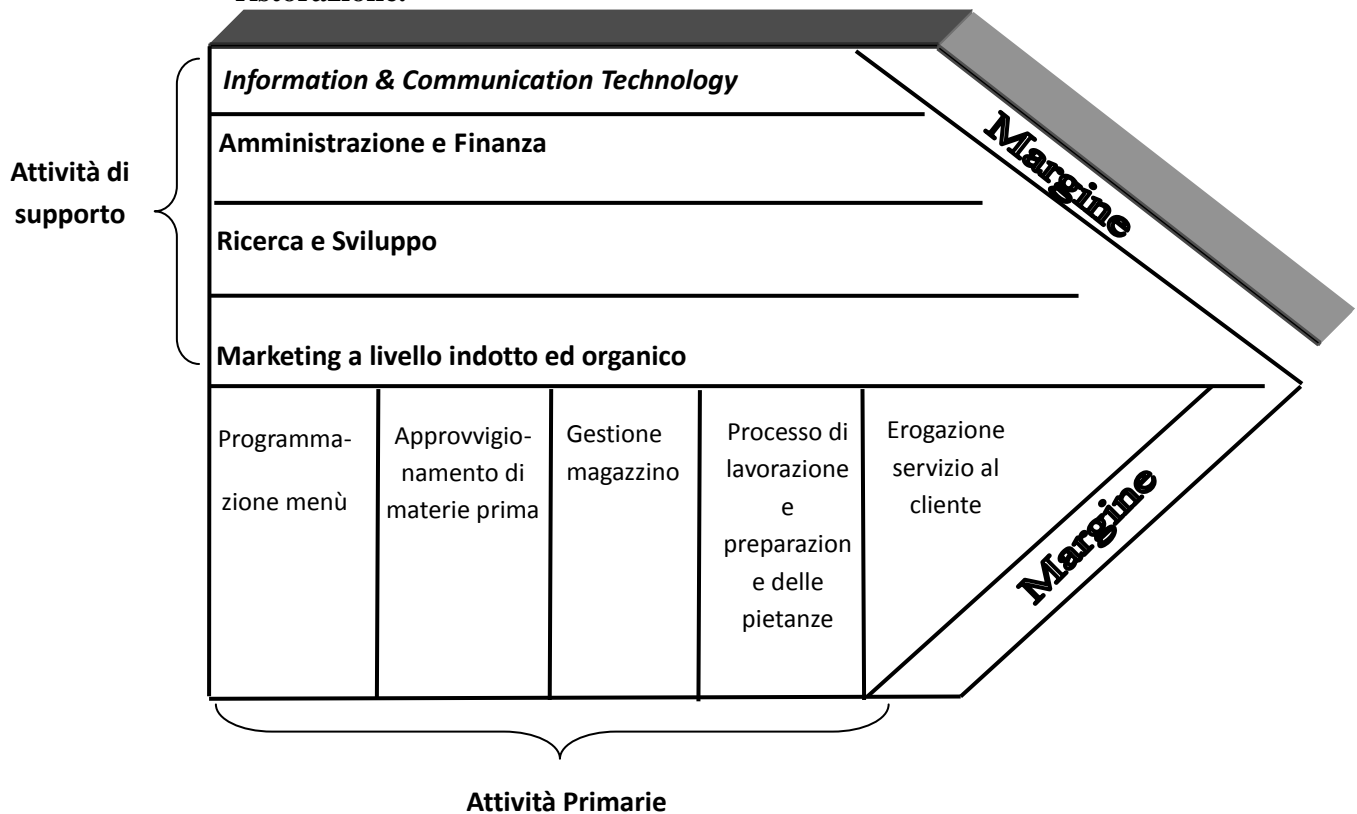 Information & Communication Technology
Amministrazione e Finanza
Attività di
supporto
Ricerca e Sviluppo
Marketing a livello indotto ed organico
Margine
Programma-
zione menù
Approvvigio-
namento di
materie prima
Gestione
magazzino
Processo di
lavorazione
e
preparazion
e delle
pietanze
Erogazione
servizio al
cliente
Margine
Attività Primarie